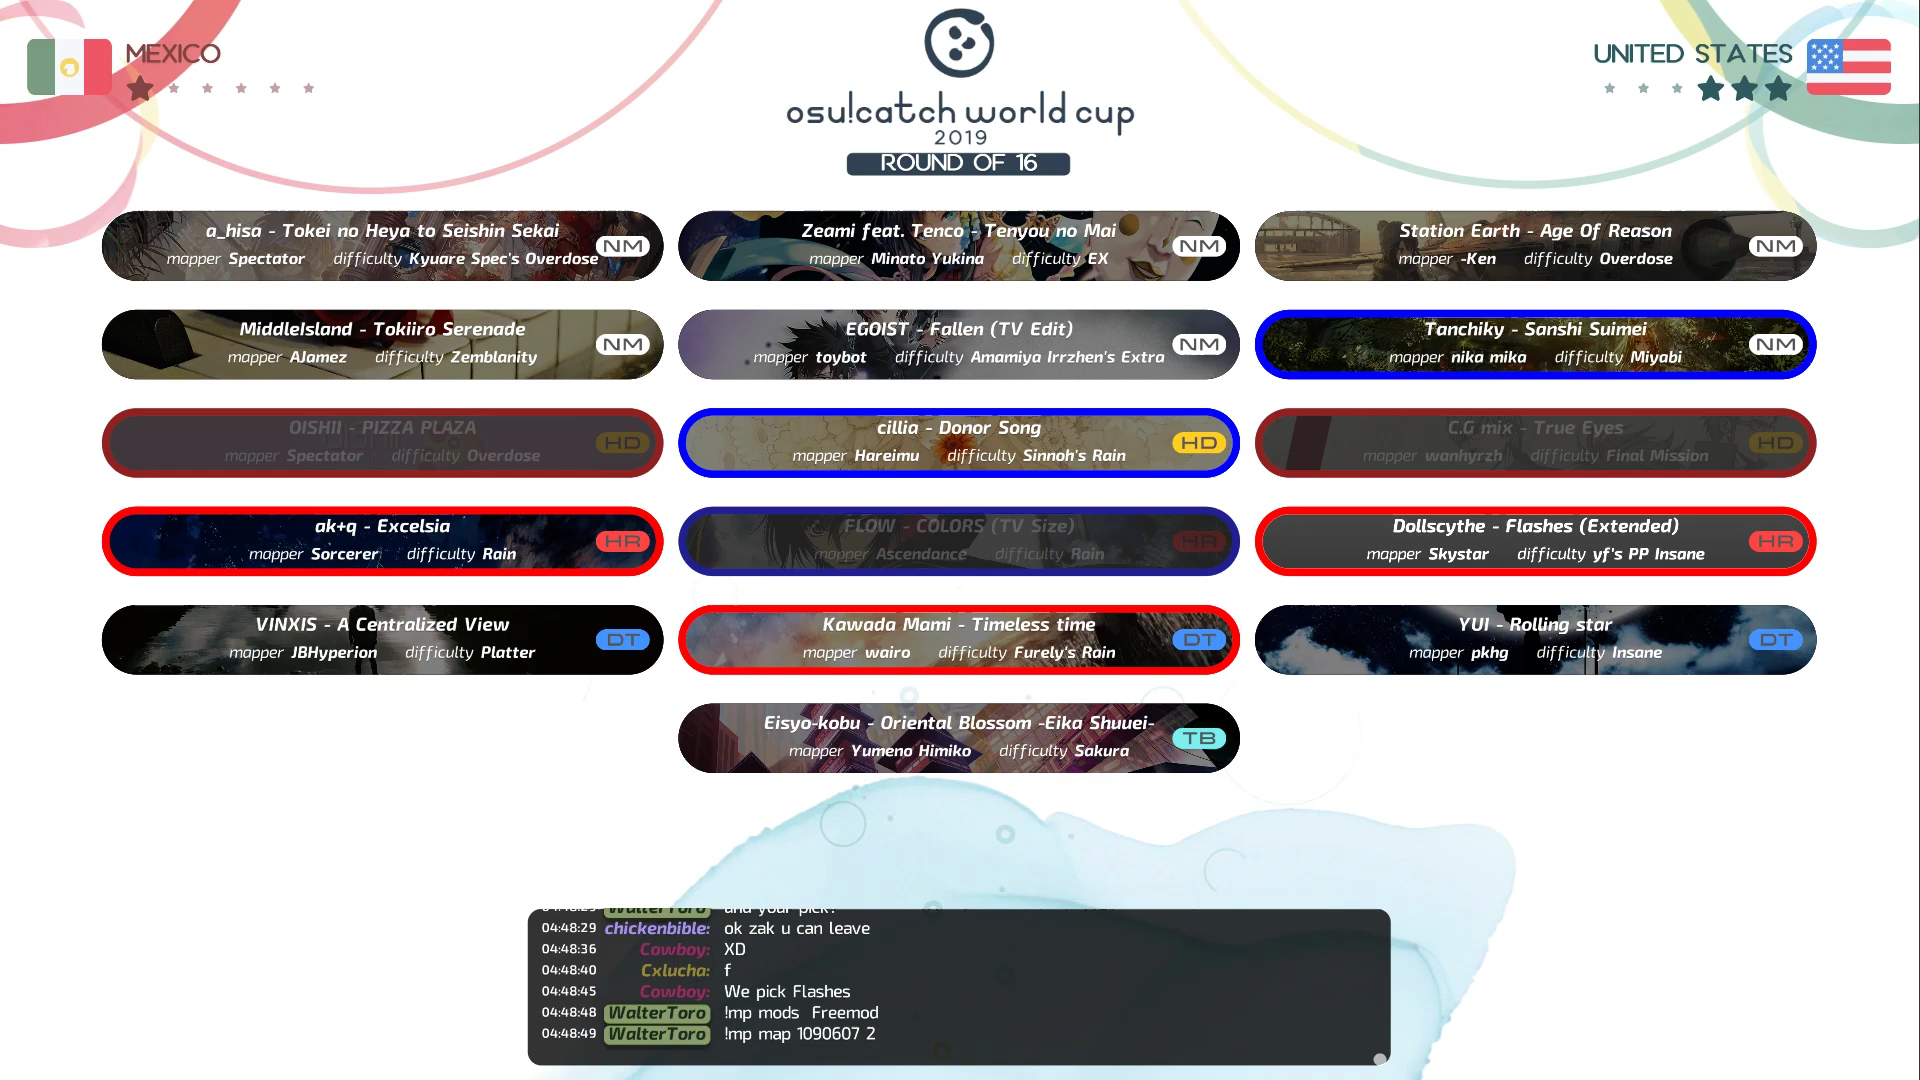 MEXICO
UNITED STATES
osu!catch world cup
2019
ROUND OF 16
a_hisa - Tokei no Heya to Seishin Sekai
mapper Spectator difficulty Kyuare Spec's Overdose
NM
Zeami feat. Tenco - Tenyou no Mai
mapper Minato Yukina difficulty EX
NM
Station Earth - Age Of Reason
mapper -Ken difficulty Overdose
NM
MiddleIsland - Tokiiro Serenade
mapper AJamez difficulty Zemblanity
NM
EGOIST - Fallen (TV Edit)
mapper toybot difficulty Amamiya Irrzhen's Extra
NM
Tanchiky - Sanshi Suimei
mapper nika mika difficulty Miyabi
NM
OISHII - PIZZA PLAZA
mapper Spectator difficulty Overdose
HD
cillia - Donor Song
mapper Hareimu difficulty Sinnoh's Rain
HD
C.G mix - True Eyes
mapper wanhyrzh difficulty Final Mission
HD
ak+q - Excelsia
mapper Sorcerer difficulty Rain
HR
FLOW - COLORS (TV Size)
mapper Ascendance difficulty Rain
HR
Dollscythe - Flashes (Extended)
mapper Skystar difficulty yf's PP Insane
HR
VINXIS - A Centralized View
mapper JBHyperion difficulty Platter
DT
Kawada Mami - Timeless time
mapper wairo difficulty Furely's Rain
DT
YUI - Rolling star
mapper pkhg difficulty Insane
DT
Eisyo-kobu - Oriental Blossom -Eika Shuuei-
mapper Yumeno Himiko difficulty Sakura
TB
WalterToro and your pick?
04:48:29 chickenbible: ok zak u can leave
04:48:36 Cowboy: XD
04:48:40 Cxlucha: f
04:48:45 Cowboy: We pick Flashes
04:48:48 WalterToro !mp mods Freemod
04:48:49 WalterToro !mp map 1090607 2